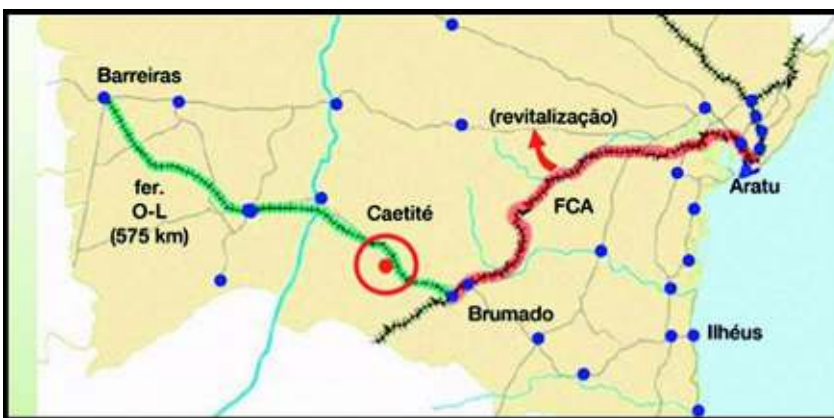 Barreiras
(revitalização)
fer.
O-L
(575 km)
Caetité
FCA
Aratu
Brumado
Ilhéus